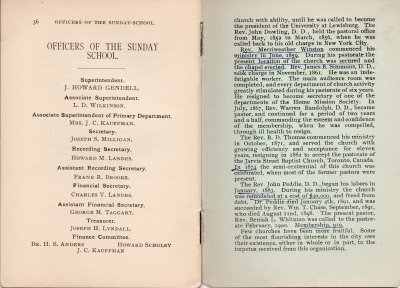 36 OFFICERS OF THE SUNDAY-SCHOOL.
OFFICERS OF THE SUNDAY
SCHOOL.
Superintendent.
J. HOWARD GENDELL.
Associate Superintendent.
L. D. WILKINSON.
Associate Superintendent of Primary Department.
MRS. J. C. KAUFFMAN.
Secretary.
JOSEPH S. MILLIGAN.
Recording Secretary.
HOWARD M. LANDES.
Assistant Recording Secretary.
FRANK R. BROOKS.
Financial Secretary.
CHARLES Y. LANDES.
Assistant Financial Secretary.
GEORGE M. TAGGART.
Treasurer.
JOSEPH H. LYNDALL.
Finance Committee.
DR. H. S. ANDERS HOWARD SCHOLBY
J. C. KAUFFMAN
church with ability, until he was called to become
the president of the University at Lewisburg. The
Rev. John Dowling, D. D., held the pastoral office
from May, 1852 to March, 1856, when he was
called back to his old charge in New York City.
Rev. Merriweather Winston commenced his
ministry in June, 1859. During his pastorate the
present location of the church was secured and
the chapel erected. Rev. James B. Simmons, D. D.,
took charge in November, 1861. He was an inde-
fatigable worker. The main audience room was
completed, and every department of church activity
greatly stimulated during his pastorate of six years.
He resigned to become secretary of one of the
departments of the Home Mission Society. In
July, 1867, Rev. Warren Randolph, D. D., became
pastor, and continued for a period of two years
and a half, commanding the esteem and confidence
of the membership, when he was compelled,
through ill health to resign.
The Rev. B. D. Thomas commenced his ministry
in October, 1871, and served the church with
growing efficiency and acceptance for eleven
years, resigning in 1882 to accept the pastorate of
the Jarvis Street Baptist Church, Toronto, Canada.
In 1874 the semi-centennial of this church was
celebrated, when most of the former pastors were
present.
The Rev. John Peddie, D. D., began his labors in
January, 1883. During his ministry the church
was remodeled at a cost of
debt. Dr. Peddie died January 4th, 1891, and was
succeeded by Rev. Wm. T. Chase, September, 1891,
who died August 22nd, 1898. The present pastor,
Rev. Beniah L. Whitman was called to the pastor-
ate February, 1900. Membership, 919.
Few churches have been more fruitful. Some
of the most flourishing interests in the city owe
their existence, either in whole or in part, to the
impetus received from this organization.